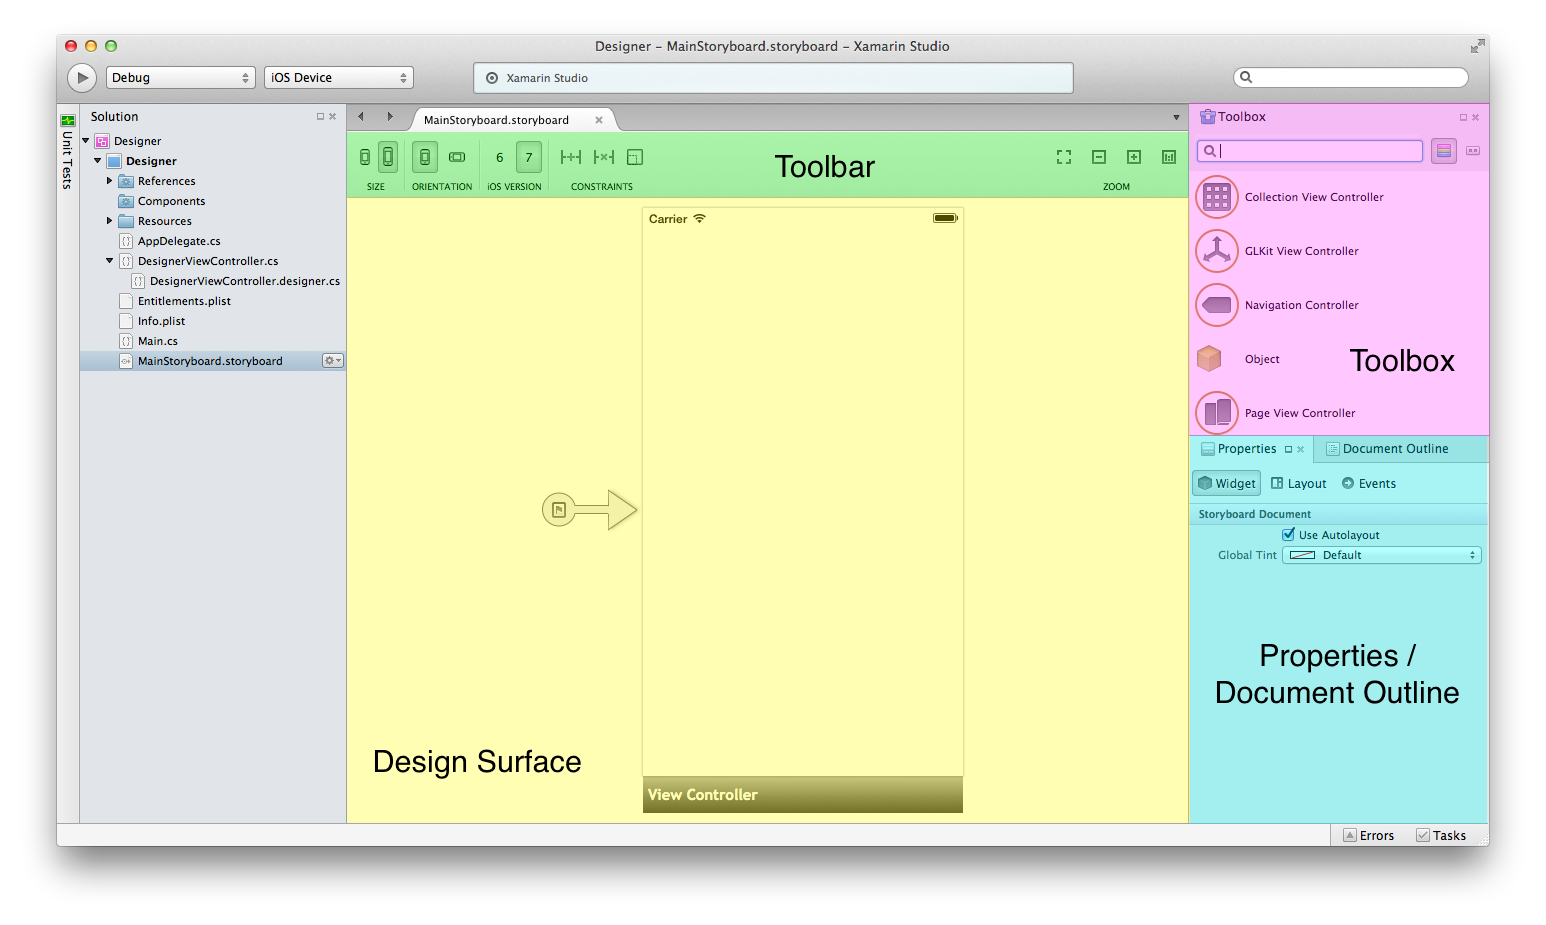 Designer – MainStoryboard.storyboard – Xamarin Studio
Debug
iOS Device
Xamarin Studio
Unit Tests
Solution
Designer
Designer
References
Components
Resources
AppDelegate.cs
DesignerViewController.cs
DesignerViewController.designer.cs
Entitlements.plist
Info.plist
Main.cs
MainStoryboard.storyboard
MainStoryboard.storyboard
6 7
Toolbar
SIZE ORIENTATION iOS VERSION CONSTRAINTS ZOOM
Carrier
Design Surface
View Controller
Toolbox
Collection View Controller
GLKit View Controller
Navigation Controller
Object
Toolbox
Page View Controller
Properties Document Outline
Widget Layout Events
Storyboard Document
Use Autolayout
Global Tint Default
Properties /
Document Outline
Errors Tasks